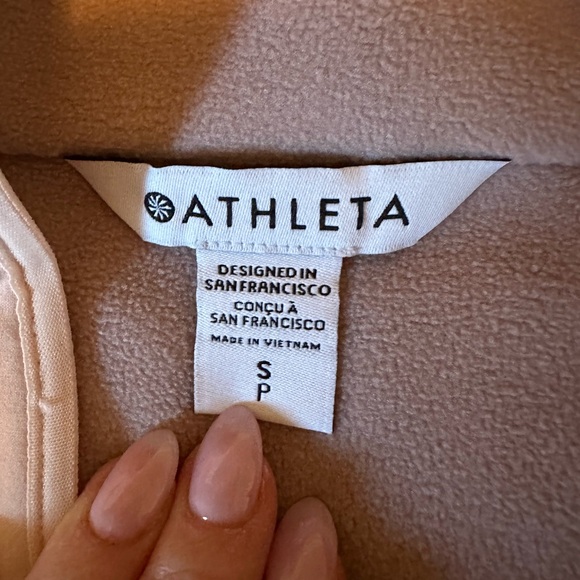 ATHLETA
DESIGNED IN
SAN FRANCISCO
CONÇU À
SAN FRANCISCO
MADE IN VIETNAM
S
P